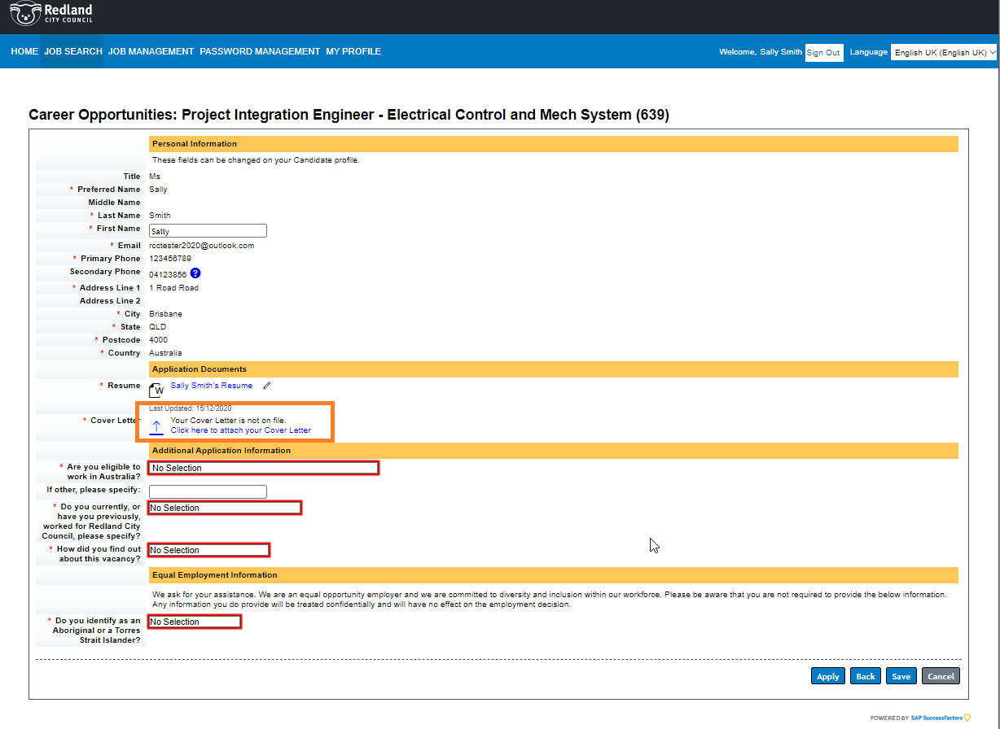 Redland
CITY COUNCIL
HOME JOB SEARCH JOB MANAGEMENT PASSWORD MANAGEMENT MY PROFILE
Welcome, Sally Smith Sign Out Language English UK (English UK)
Career Opportunities: Project Integration Engineer - Electrical Control and Mech System (639)
Personal Information
These fields can be changed on your Candidate profile.
Title Ms
* Preferred Name Sally
Middle Name
* Last Name Smith
* First Name Sally
* Email rcctester2020@outlook.com
* Primary Phone 123456789
Secondary Phone 04123856 ?
* Address Line 1 1 Road Road
Address Line 2
* City Brisbane
* State QLD
* Postcode 4000
* Country Australia
Application Documents
* Resume W Sally Smith's Resume
Last Updated: 15/12/2020
* Cover Letter Your Cover Letter is not on file.
Click here to attach your Cover Letter
Additional Application Information
* Are you eligible to No Selection
work in Australia?
If other, please specify:
* Do you currently, or No Selection
have you previously,
worked for Redland City
Council, please specify?
* How did you find out No Selection
about this vacancy?
Equal Employment Information
We ask for your assistance. We are an equal opportunity employer and we are committed to diversity and inclusion within our workforce. Please be aware that you are not required to provide the below information.
Any information you do provide will be treated confidentially and will have no effect on the employment decision.
* Do you identify as an No Selection
Aboriginal or a Torres
Strait Islander?
Apply Back Save Cancel
POWERED BY SAP SuccessFactors